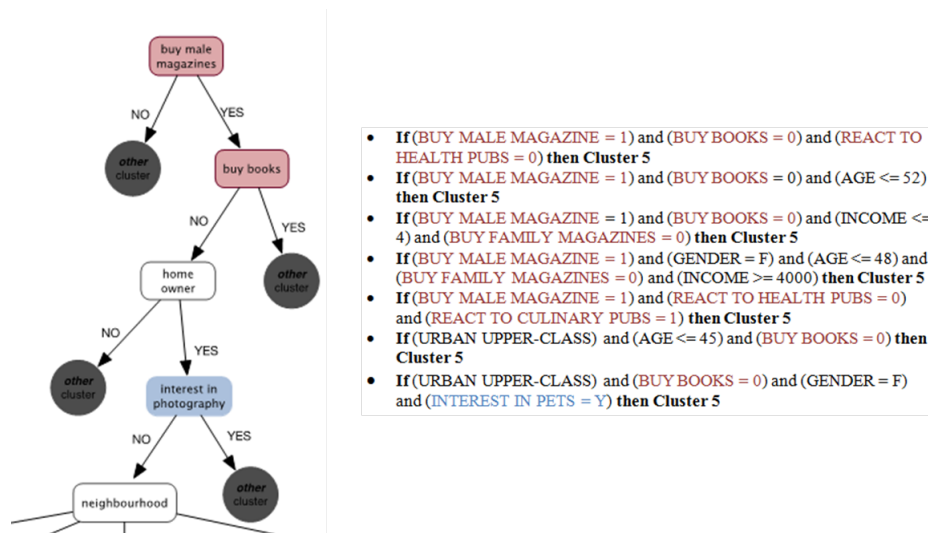 buy male
magazines
NO
YES
other
cluster
buy books
NO
YES
home
owner
other
cluster
NO
YES
other
cluster
interest in
photography
NO
YES
other
cluster
neighbourhood
• If (BUY MALE MAGAZINE = 1) and (BUY BOOKS = 0) and (REACT TO
HEALTH PUBS = 0) then Cluster 5
• If (BUY MALE MAGAZINE = 1) and (BUY BOOKS = 0) and (AGE <= 52)
then Cluster 5
• If (BUY MALE MAGAZINE = 1) and (BUY BOOKS = 0) and (INCOME <=
4) and (BUY FAMILY MAGAZINES = 0) then Cluster 5
• If (BUY MALE MAGAZINE = 1) and (GENDER = F) and (AGE <= 48) and
(BUY FAMILY MAGAZINES = 0) and (INCOME >= 4000) then Cluster 5
• If (BUY MALE MAGAZINE = 1) and (REACT TO HEALTH PUBS = 0)
and (REACT TO CULINARY PUBS = 1) then Cluster 5
• If (URBAN UPPER-CLASS) and (AGE <= 45) and (BUY BOOKS = 0) then
Cluster 5
• If (URBAN UPPER-CLASS) and (BUY BOOKS = 0) and (GENDER = F)
and (INTEREST IN PETS = Y) then Cluster 5